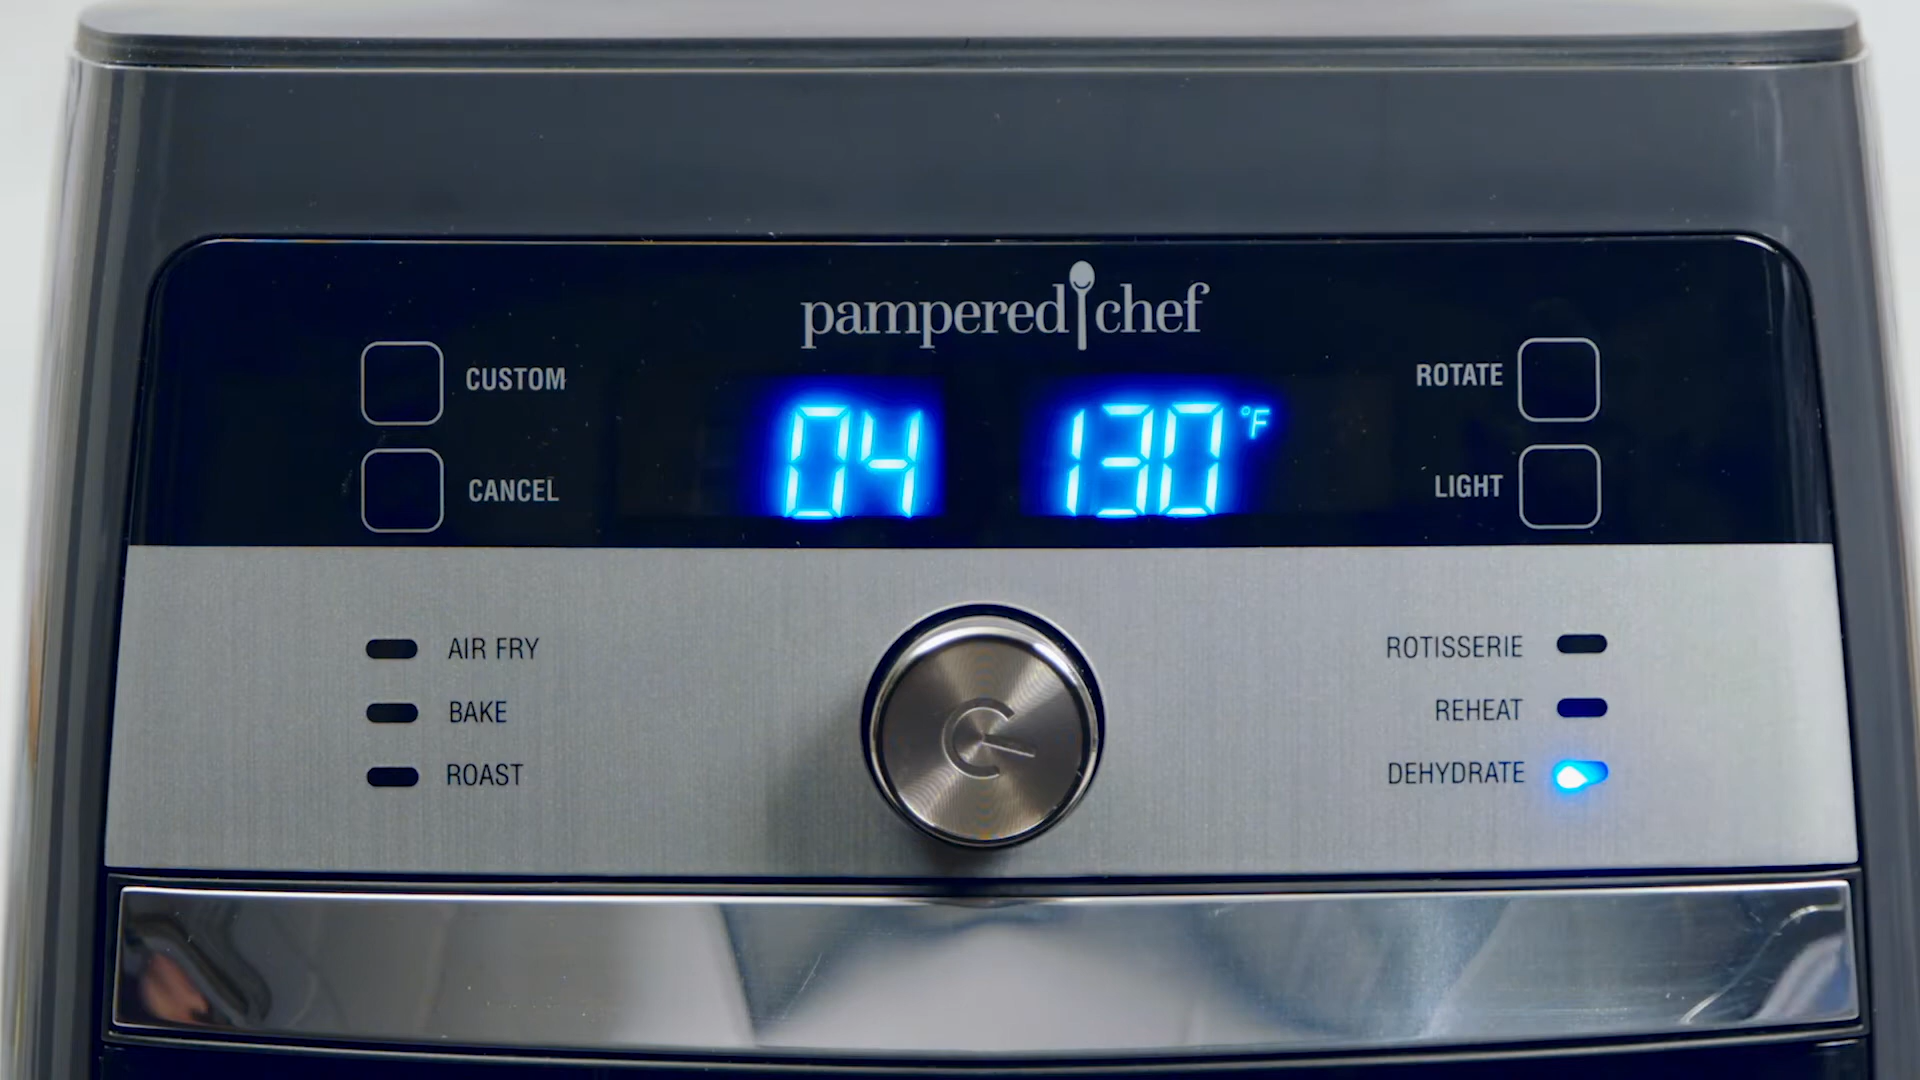 pampered chef
CUSTOM
CANCEL
04 130 °F
ROTATE
LIGHT
AIR FRY
BAKE
ROAST
ROTISSERIE
REHEAT
DEHYDRATE